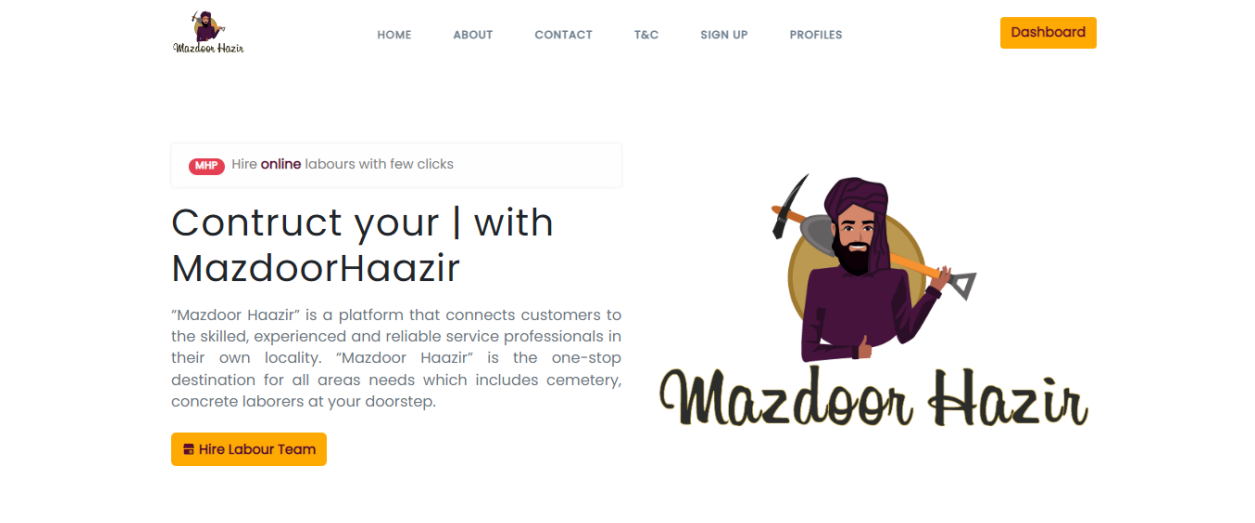 Mazdoor Hazir
HOME ABOUT CONTACT T&C SIGN UP PROFILES
Dashboard
MHP Hire online labours with few clicks
Contruct your | with
MazdoorHaazir
“Mazdoor Haazir” is a platform that connects customers to
the skilled, experienced and reliable service professionals in
their own locality. “Mazdoor Haazir” is the one-stop
destination for all areas needs which includes cemetery,
concrete laborers at your doorstep.
Hire Labour Team
Mazdoor Hazir